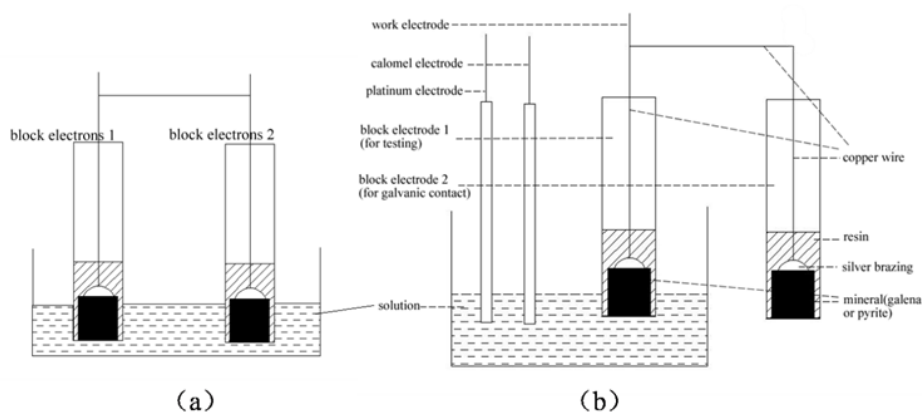 block electrons 1
block electrons 2
solution
(a)
work electrode
calomel electrode
platinum electrode
block electrode 1
(for testing)
block electrode 2
(for galvanic contact)
copper wire
resin
silver brazing
mineral(galena
or pyrite)
(b)